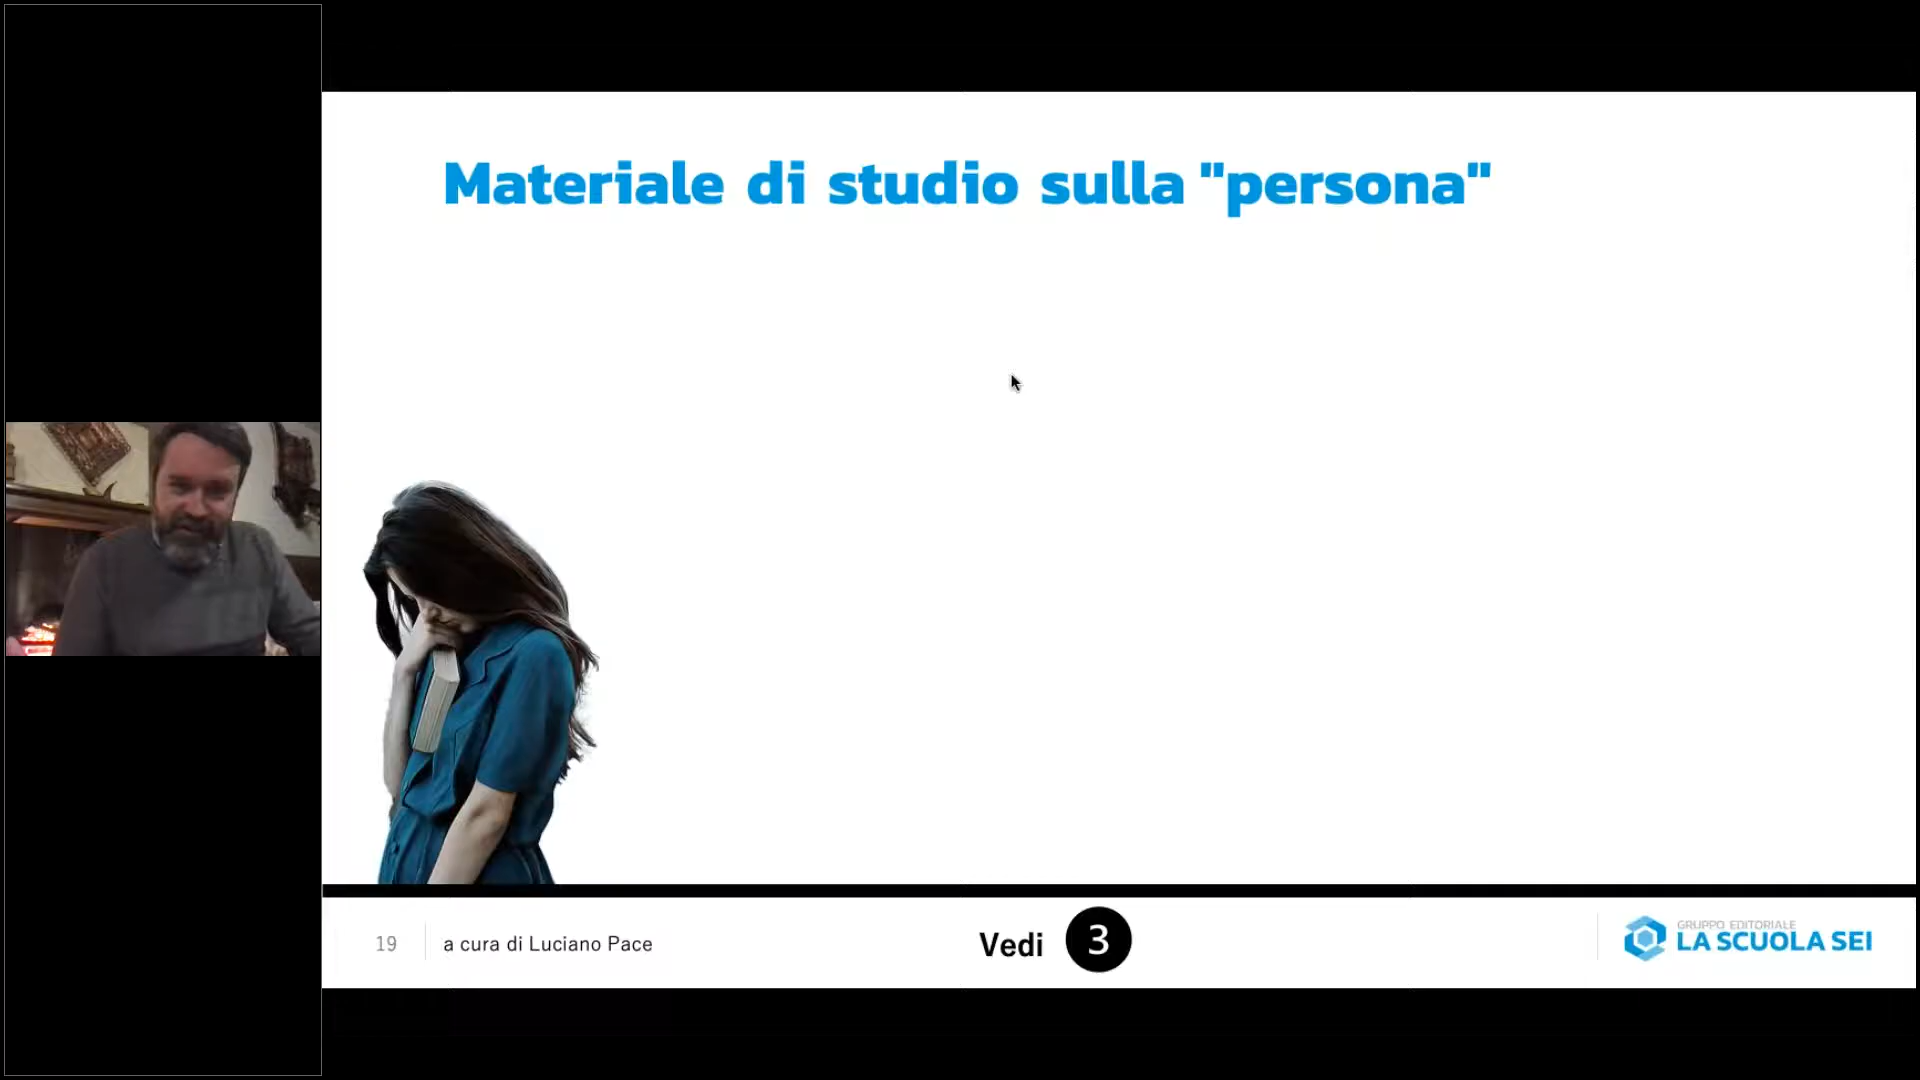 Materiale di studio sulla "persona"
19
a cura di Luciano Pace
Vedi 3
GRUPPO EDITORIALE
LA SCUOLA SEI